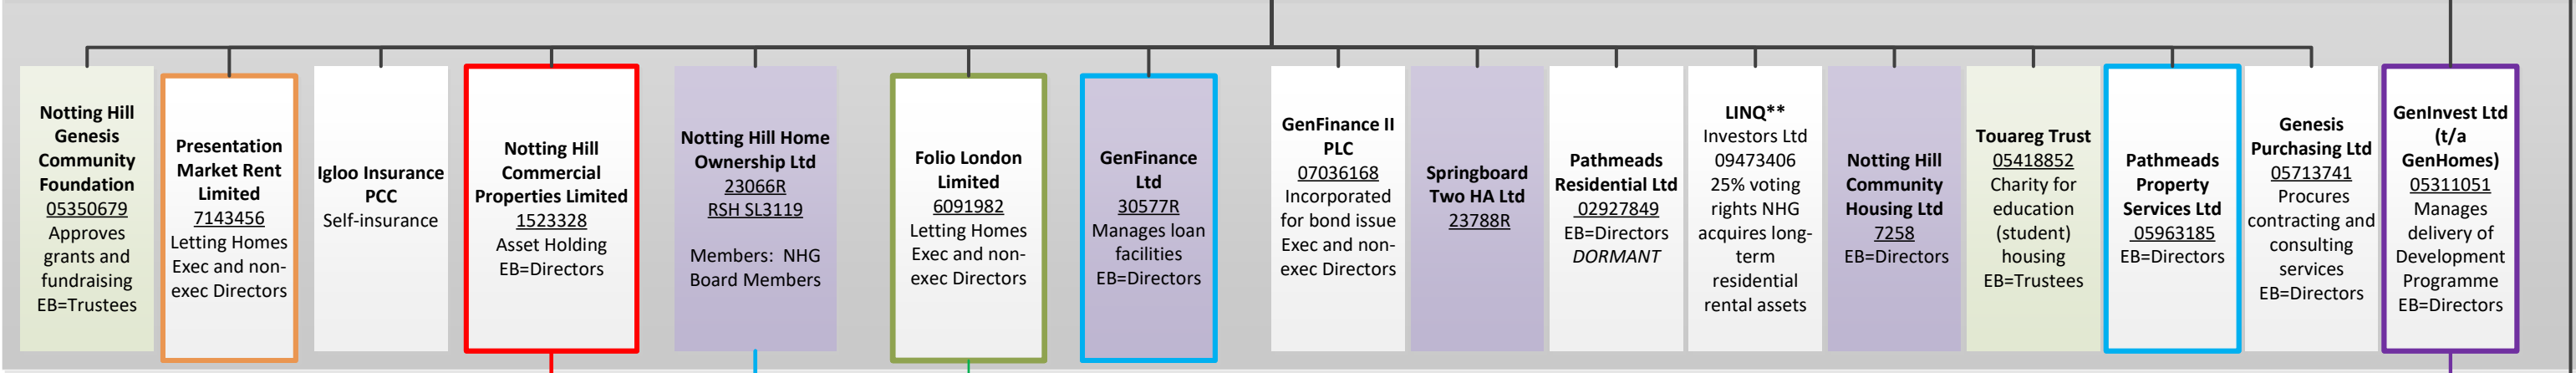 Notting Hill
Genesis
Community
Foundation
05350679
Approves
grants and
fundraising
EB=Trustees
Presentation
Market Rent
Limited
7143456
Letting Homes
Exec and non-
exec Directors
Igloo Insurance
PCC
Self-insurance
Notting Hill
Commercial
Properties Limited
1523328
Asset Holding
EB=Directors
Notting Hill Home
Ownership Ltd
23066R
RSH SL3119
Members:  NHG
Board Members
Folio London
Limited
6091982
Letting Homes
Exec and non-
exec Directors
GenFinance
Ltd
30577R
Manages loan
facilities
EB=Directors
GenFinance II
PLC
07036168
Incorporated
for bond issue
Exec and non-
exec Directors
Springboard
Two HA Ltd
23788R
Pathmeads
Residential Ltd
02927849
EB=Directors
DORMANT
LINQ**
Investors Ltd
09473406
25% voting
rights NHG
acquires long-
term
residential
rental assets
Notting Hill
Community
Housing Ltd
7258
EB=Directors
Touareg Trust
05418852
Charity for
education
(student)
housing
EB=Trustees
Pathmeads
Property
Services Ltd
05963185
EB=Directors
Genesis
Purchasing Ltd
05713741
Procures
contracting and
consulting
services
EB=Directors
GenInvest Ltd
(t/a
GenHomes)
05311051
Manages
delivery of
Development
Programme
EB=Directors